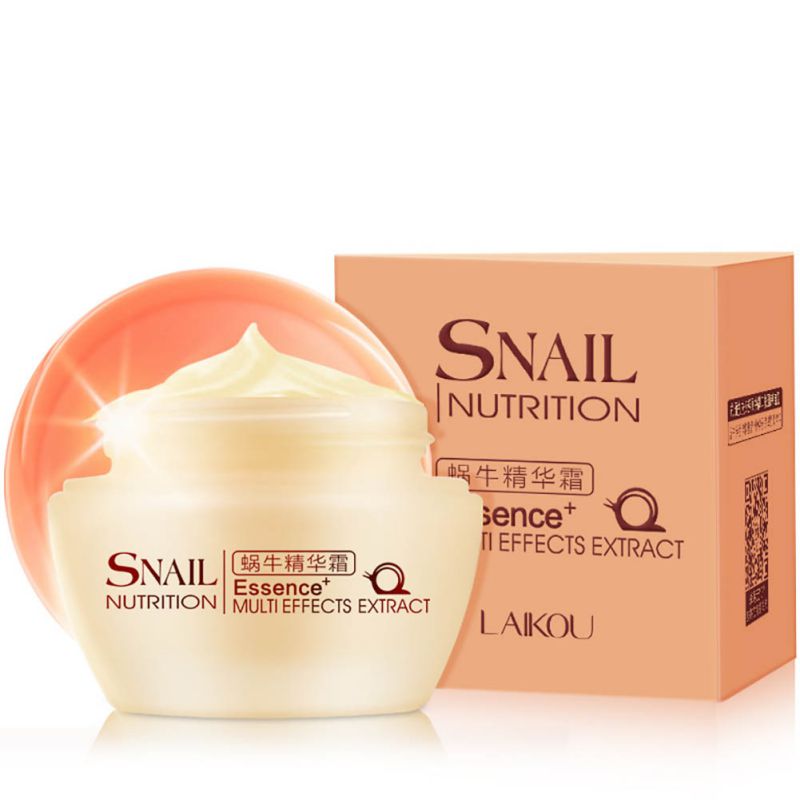 SNAIL
NUTRITION
蜗牛精华霜
Essence+
MULTI EFFECTS EXTRACT
SNAIL
NUTRITION
蜗牛精华霜
sence+
TI EFFECTS EXTRACT
LAIKOU